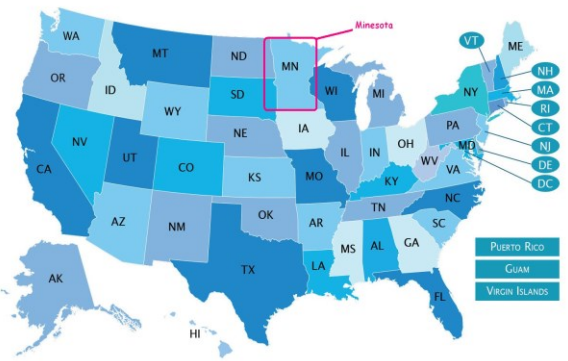 Minesota
WA
MT
ND
MN
VT
ME
OR
ID
SD
WI
MI
NY
NH
MA
RI
CT
NJ
DE
DC
WY
NE
IA
PA
NV
UT
CO
KS
MO
IL
IN
OH
WV
MD
VA
KY
CA
NC
TN
AZ
NM
OK
AR
SC
MS
AL
GA
TX
LA
FL
AK
HI
PUERTO RICO
GUAM
VIRGIN ISLANDS